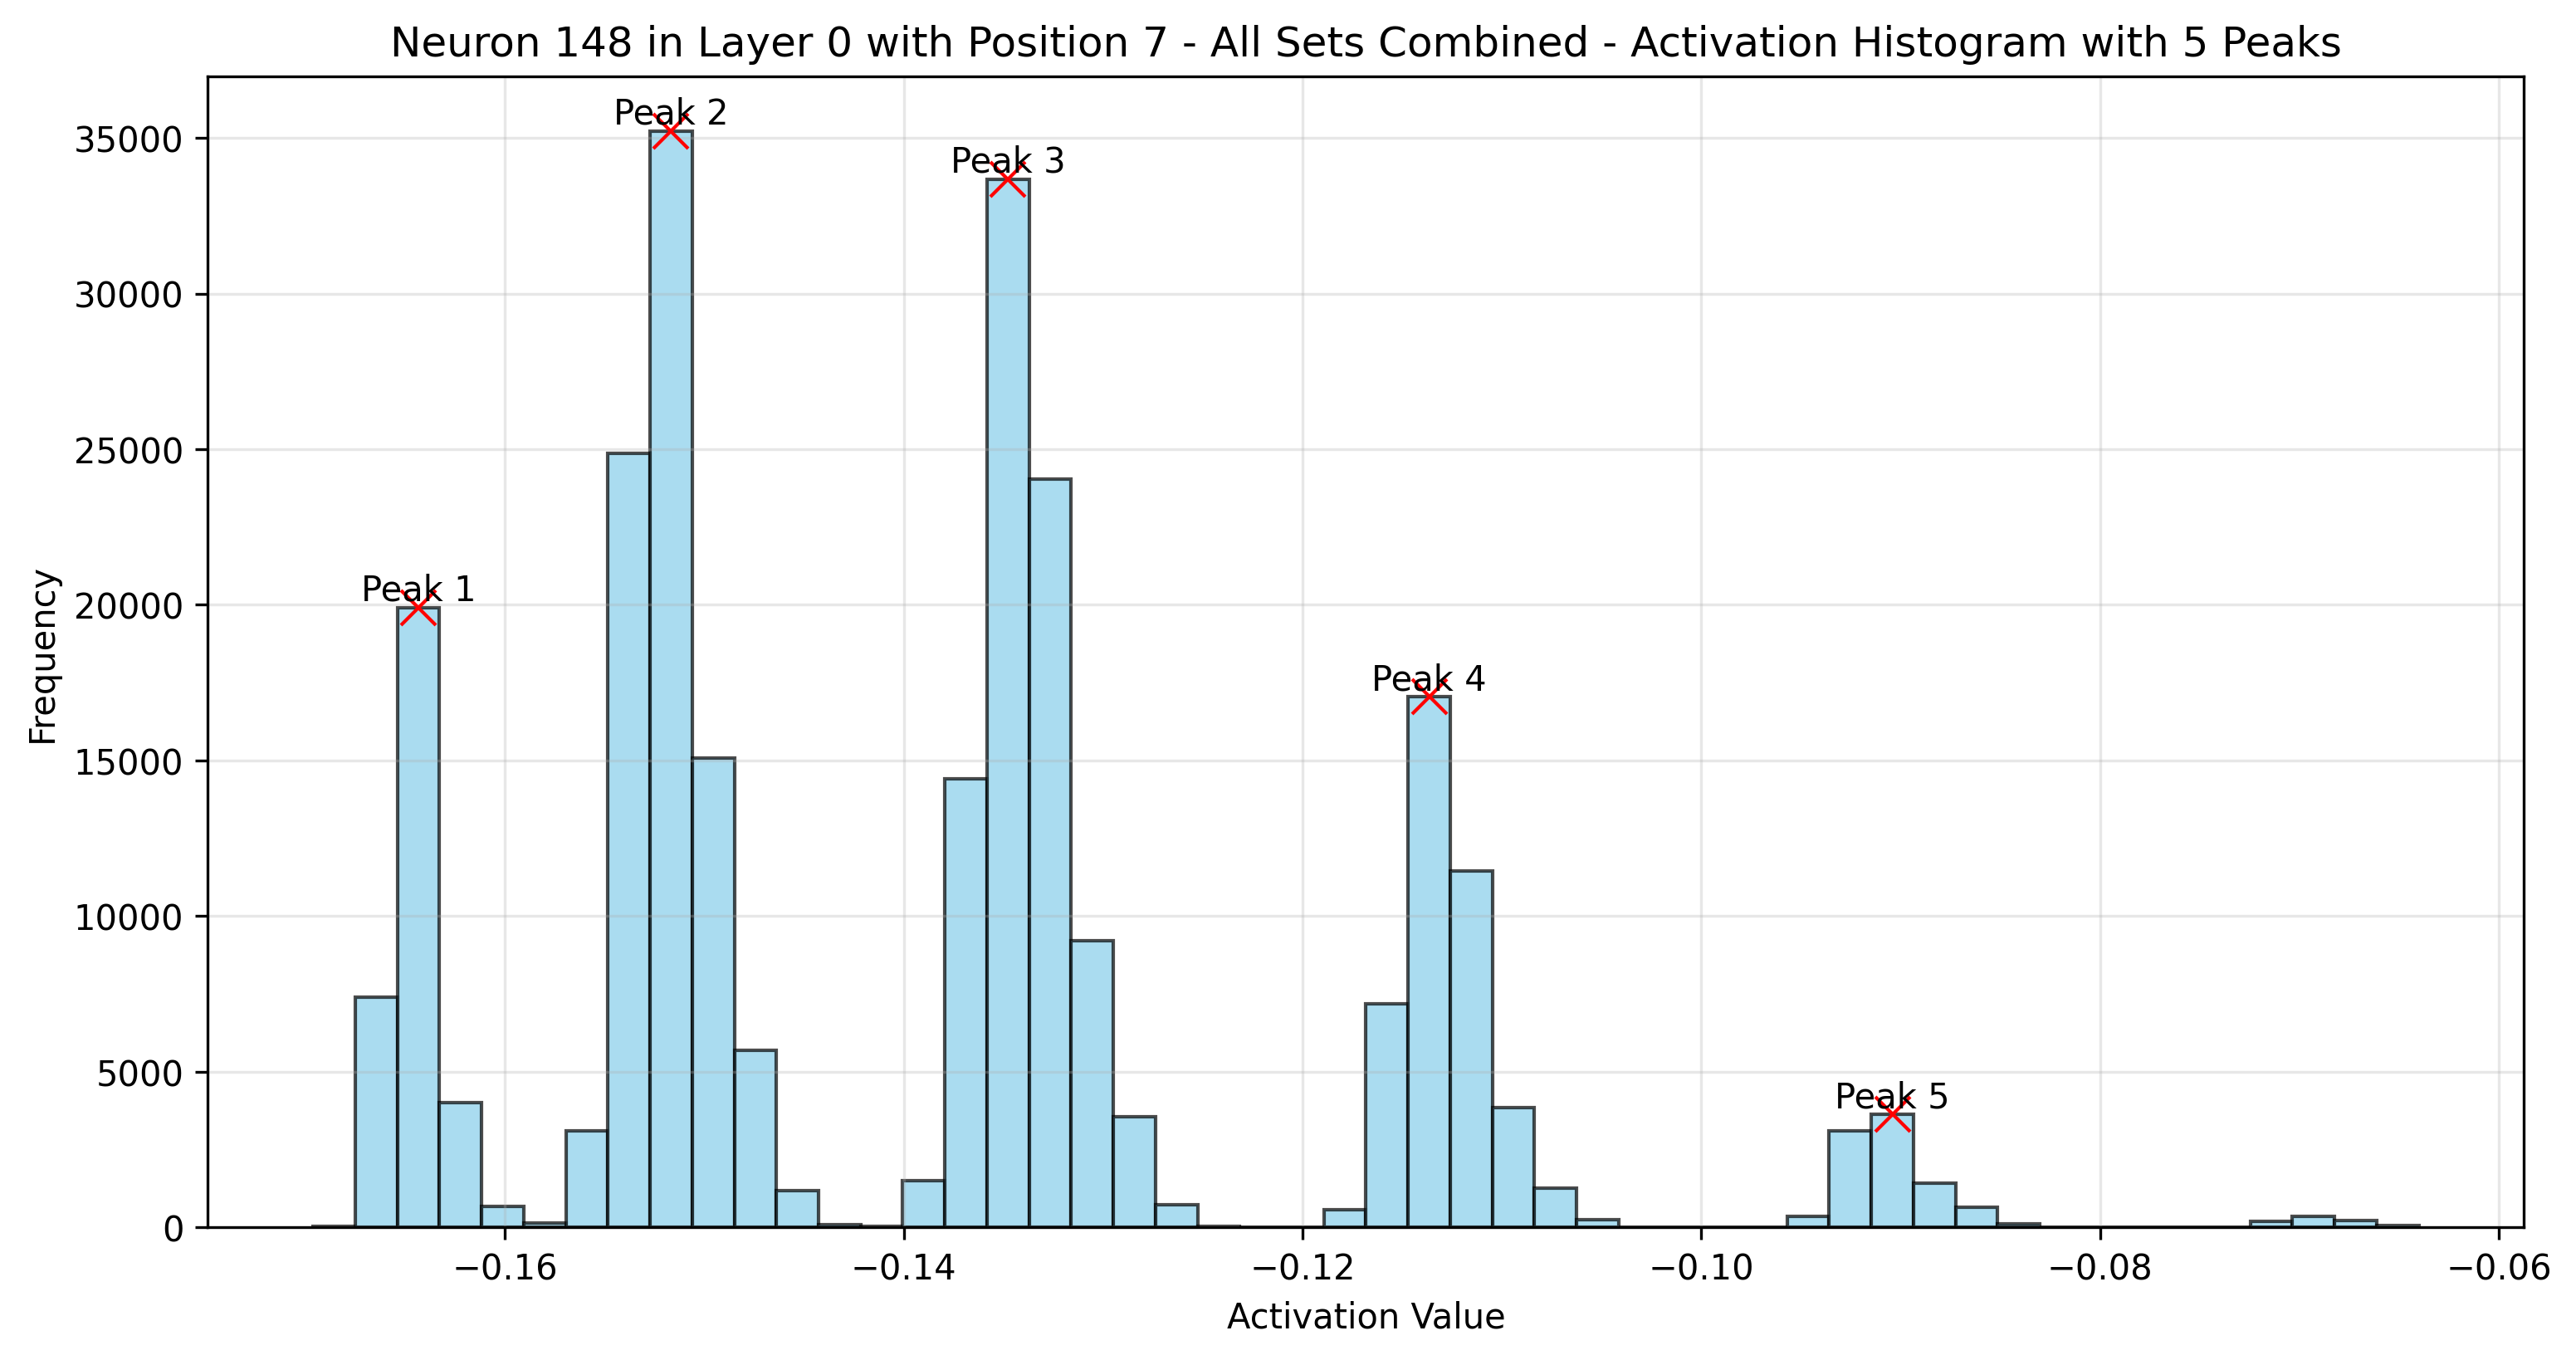 Neuron 148 in Layer 0 with Position 7 - All Sets Combined - Activation Histogram with 5 Peaks
Peak 2
35000
Peak 3
30000
25000
Peak 1
20000
Peak 4
15000
10000
5000
Peak 5
0
Frequency
−0.16
−0.14
−0.12
−0.10
−0.08
−0.06
Activation Value